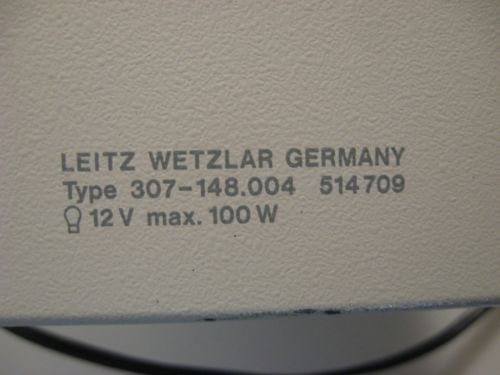 LEITZ WETZLAR GERMANY
Type 307-148.004 514709
12 V max. 100 W